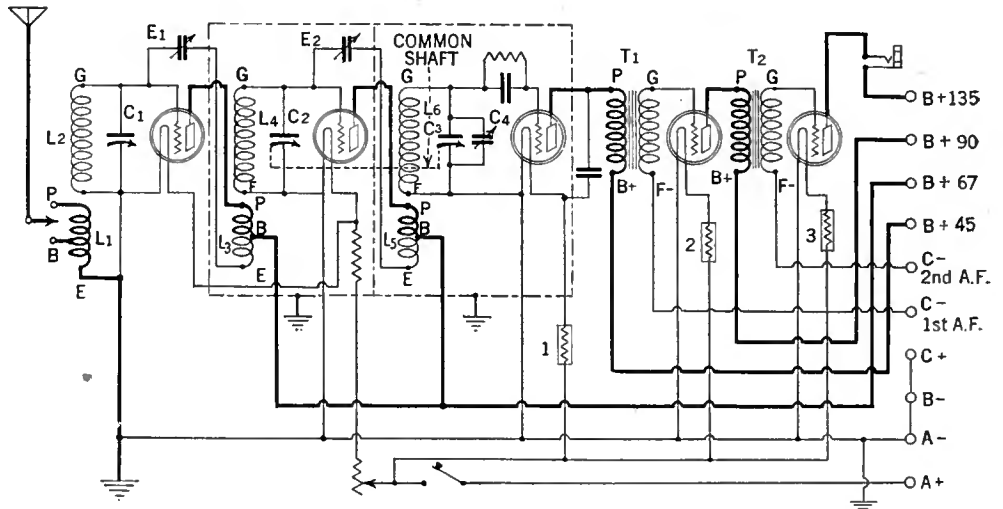 E1
E2
COMMON
SHAFT
T1
T2
G
G
G
P
G
P
G
B+135
C1
L2
L4
C2
L6
C3
C4
B+90
F
F
B+
F-
B+
F-
B+67
P
L1
B
E
P
L3
B
E
P
L5
B
E
2
3
B+45
C-
2nd A.F.
C-
1st A.F.
1
C+
B-
A-
A+